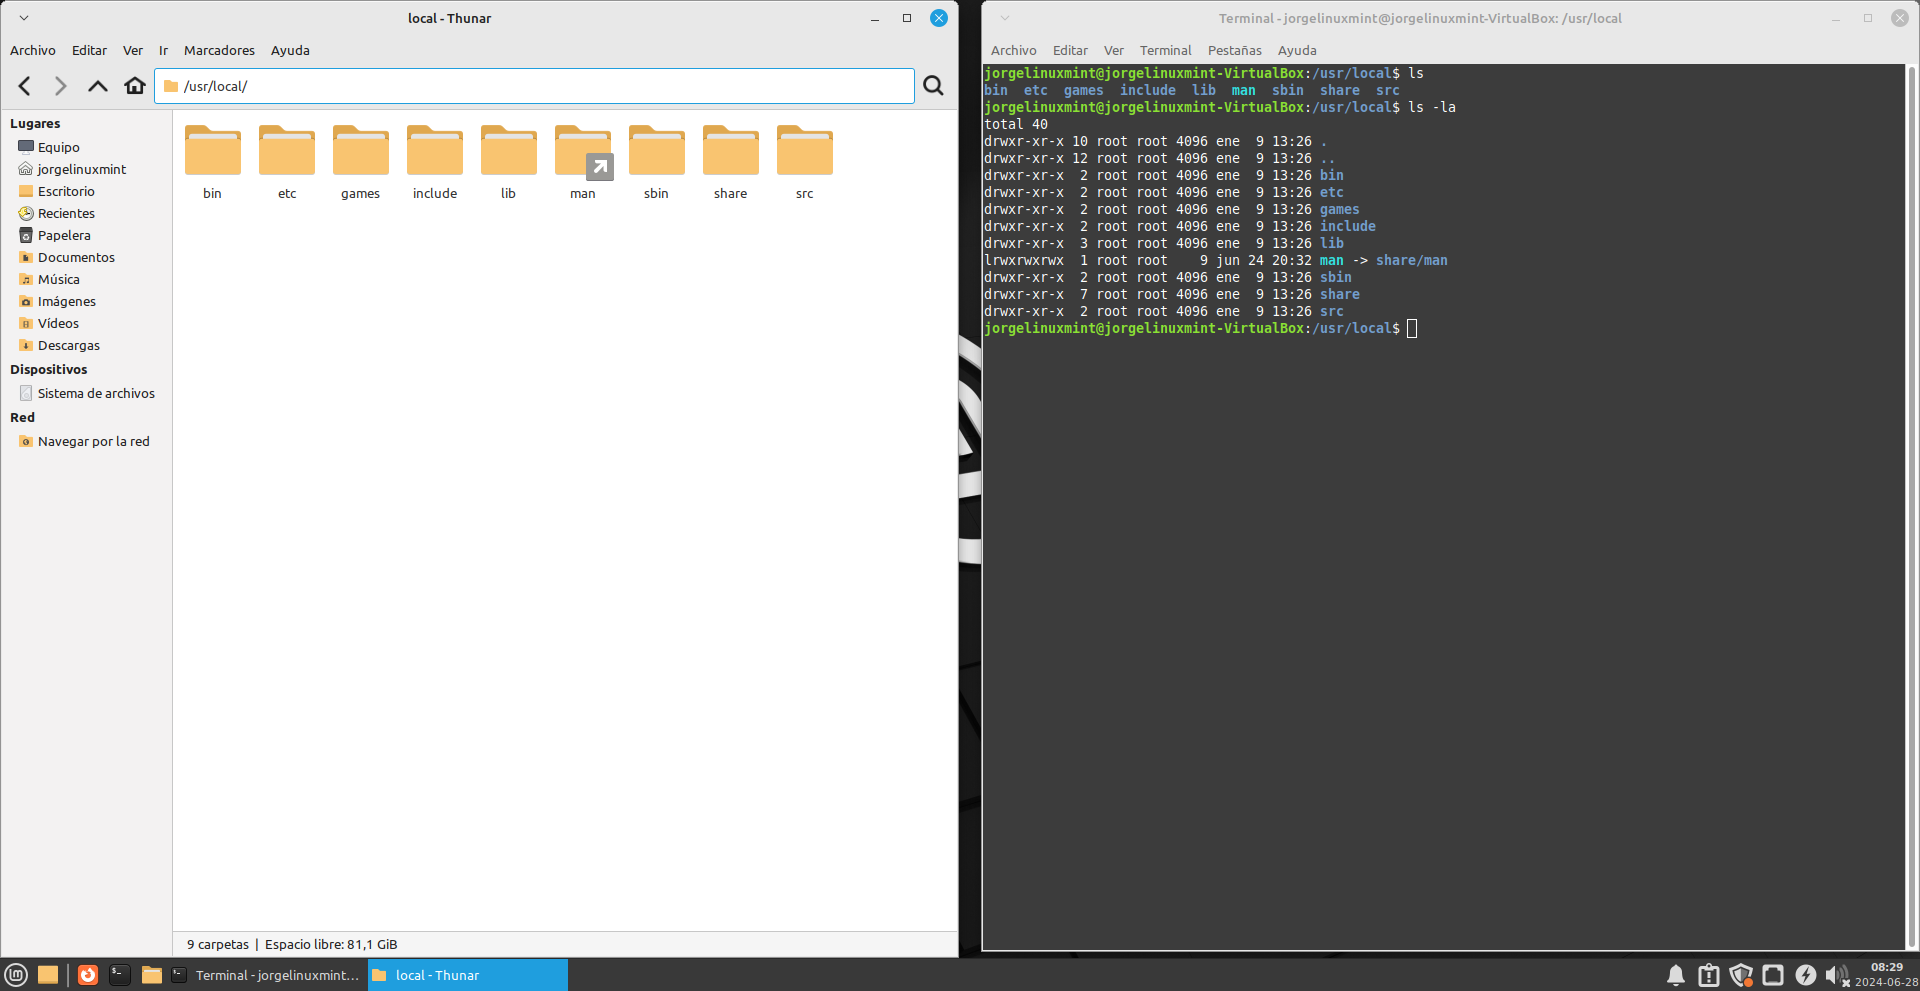 local - Thunar
Archivo Editar Ver Ir Marcadores Ayuda
/usr/local/
Lugares
Equipo
jorgelinuxmint
Escritorio
Recientes
Papelera
Documentos
Música
Imágenes
Vídeos
Descargas
Dispositivos
Sistema de archivos
Red
Navegar por la red
bin etc games include lib man sbin share src
9 carpetas | Espacio libre: 81,1 GiB
Terminal - jorgelinuxmint@jorgelinuxmint-VirtualBox: /usr/local
Archivo Editar Ver Terminal Pestañas Ayuda
jorgelinuxmint@jorgelinuxmint-VirtualBox:/usr/local$ ls
bin etc games include lib man sbin share src
jorgelinuxmint@jorgelinuxmint-VirtualBox:/usr/local$ ls -la
total 40
drwxr-xr-x 10 root root 4096 ene  9 13:26 .
drwxr-xr-x 12 root root 4096 ene  9 13:26 ..
drwxr-xr-x  2 root root 4096 ene  9 13:26 bin
drwxr-xr-x  2 root root 4096 ene  9 13:26 etc
drwxr-xr-x  2 root root 4096 ene  9 13:26 games
drwxr-xr-x  2 root root 4096 ene  9 13:26 include
drwxr-xr-x  3 root root 4096 ene  9 13:26 lib
lrwxrwxrwx  1 root root    9 jun 24 20:32 man -> share/man
drwxr-xr-x  2 root root 4096 ene  9 13:26 sbin
drwxr-xr-x  7 root root 4096 ene  9 13:26 share
drwxr-xr-x  2 root root 4096 ene  9 13:26 src
jorgelinuxmint@jorgelinuxmint-VirtualBox:/usr/local$
Terminal - jorgelinuxmint...
local - Thunar
08:29
2024-06-28